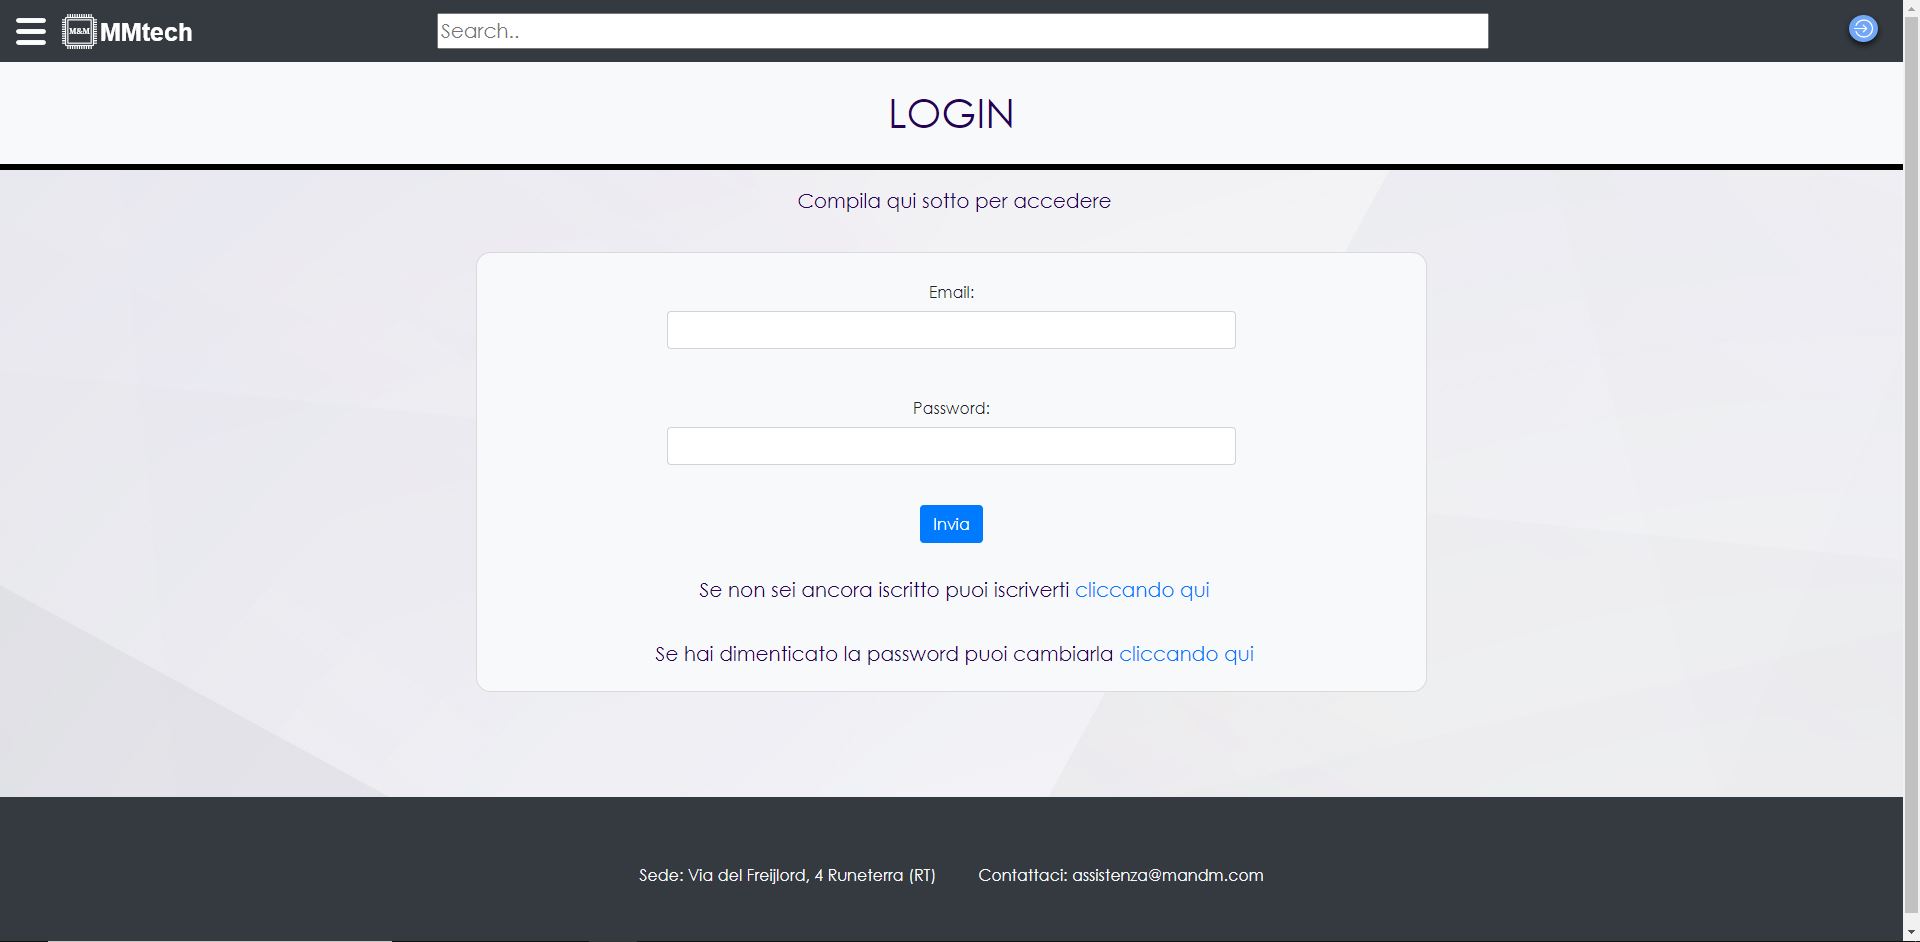 M&M MMtech
Search..
LOGIN
Compila qui sotto per accedere
Email:
Password:
Invia
Se non sei ancora iscritto puoi iscriverti cliccando qui
Se hai dimenticato la password puoi cambiarla cliccando qui
Sede: Via del Freijlord, 4 Runeterra (RT) Contattaci: assistenza@mandm.com